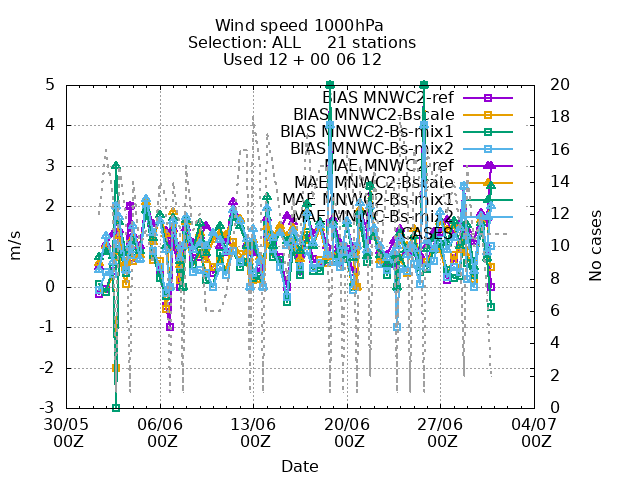 Wind speed 1000hPa
Selection: ALL 21 stations
Used 12 + 00 06 12
5 20
BIAS MNWC2-ref
18
BIAS MNWC2-Bscale
4
BIAS MNWC2-Bs-mix1
16
BIAS MNWC-Bs-mix2
3
MAE MNWC2-ref
14
MAE MNWC2-Bscale
MAE MNWC2-Bs-mix1
2 12
MAE MNWC-Bs-mix2
CASES
m/s
1 10
No cases
8
0
6
-1
4
-2
2
-3 0
30/05 06/06 13/06 20/06 27/06 04/07
00Z 00Z 00Z 00Z 00Z 00Z
Date